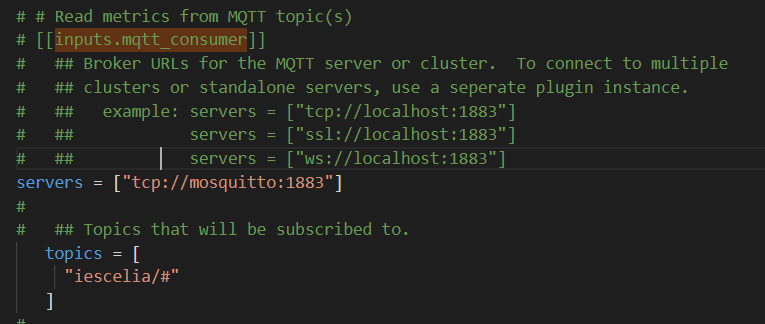 # # Read metrics from MQTT topic(s)
# [[inputs.mqtt_consumer]]
#   ## Broker URLs for the MQTT server or cluster.  To connect to multiple
#   ## clusters or standalone servers, use a seperate plugin instance.
#   ##   example: servers = ["tcp://localhost:1883"]
#   ##            servers = ["ssl://localhost:1883"]
#   ##            servers = ["ws://localhost:1883"]
servers = ["tcp://mosquitto:1883"]
#
#   ## Topics that will be subscribed to.
   topics = [
     "iescelia/#"
   ]
#